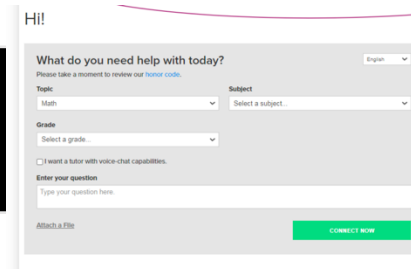 Hi!
What do you need help with today?
English
Please take a moment to review our honor code.
Topic
Subject
Math
Select a subject...
Grade
Select a grade...
I want a tutor with voice-chat capabilities.
Enter your question
Type your question here.
Attach a File
CONNECT NOW